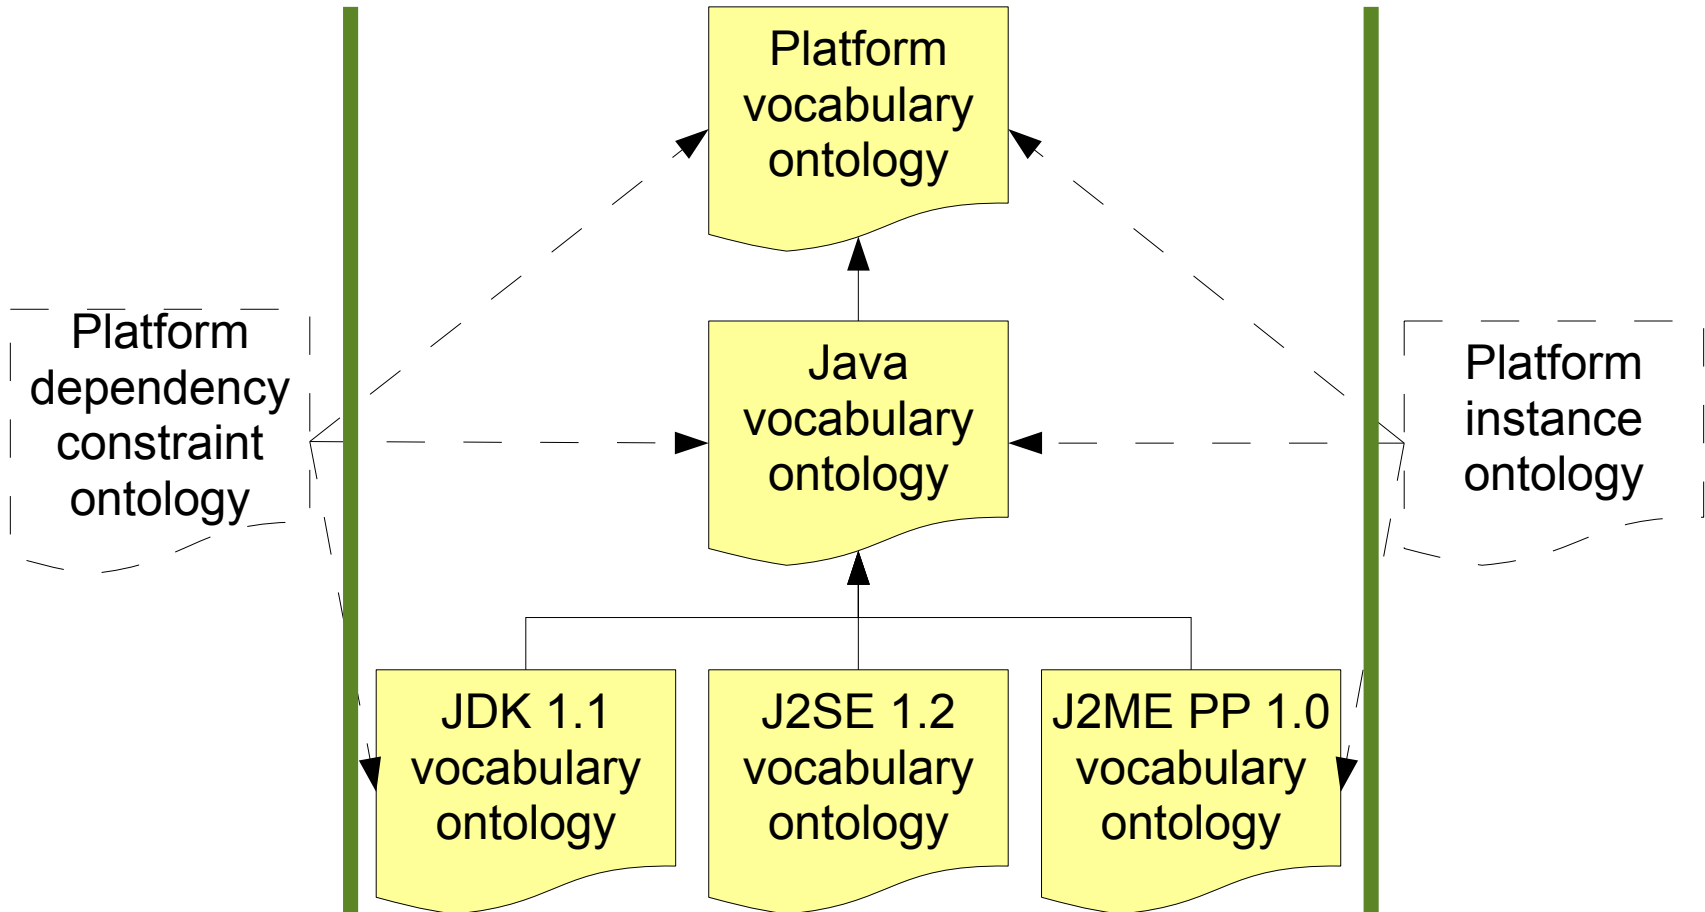 Platform
vocabulary
ontology
Platform
dependency
constraint
ontology
Java
vocabulary
ontology
Platform
instance
ontology
JDK 1.1
vocabulary
ontology
J2SE 1.2
vocabulary
ontology
J2ME PP 1.0
vocabulary
ontology